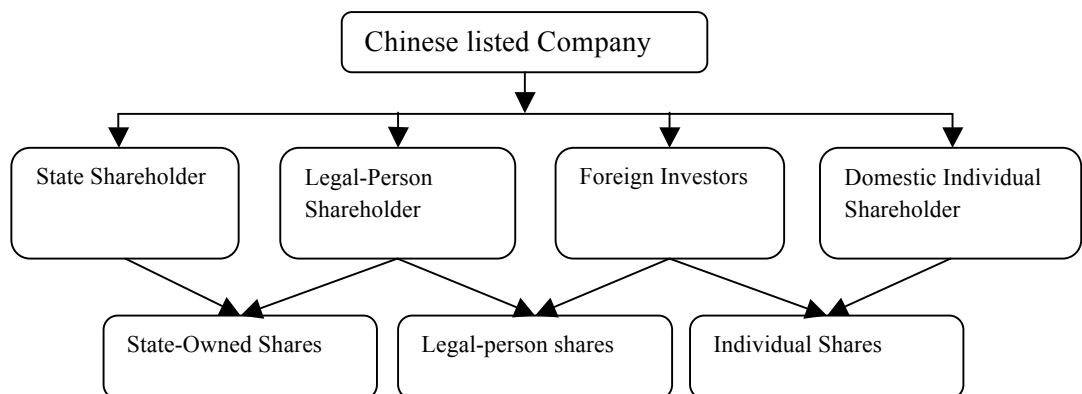 Chinese listed Company
State Shareholder
Legal-Person
Shareholder
Foreign Investors
Domestic Individual
Shareholder
State-Owned Shares
Legal-person shares
Individual Shares